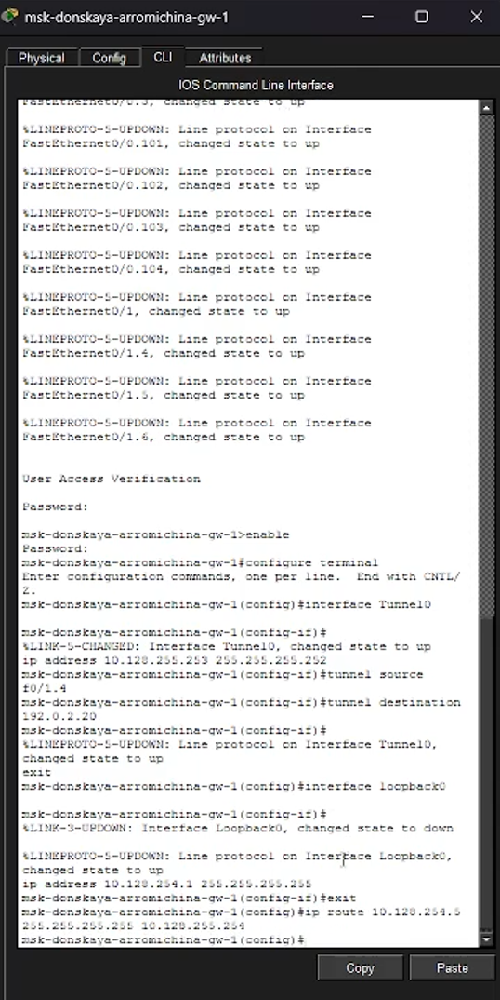 msk-donskaya-arromichina-gw-1
Physical Config CLI Attributes
IOS Command Line Interface
FastEthernet0/0.3, changed state to up
%LINEPROTO-5-UPDOWN: Line protocol on Interface
FastEthernet0/0.101, changed state to up
%LINEPROTO-5-UPDOWN: Line protocol on Interface
FastEthernet0/0.102, changed state to up
%LINEPROTO-5-UPDOWN: Line protocol on Interface
FastEthernet0/0.103, changed state to up
%LINEPROTO-5-UPDOWN: Line protocol on Interface
FastEthernet0/0.104, changed state to up
%LINEPROTO-5-UPDOWN: Line protocol on Interface
FastEthernet0/1, changed state to up
%LINEPROTO-5-UPDOWN: Line protocol on Interface
FastEthernet0/1.4, changed state to up
%LINEPROTO-5-UPDOWN: Line protocol on Interface
FastEthernet0/1.5, changed state to up
%LINEPROTO-5-UPDOWN: Line protocol on Interface
FastEthernet0/1.6, changed state to up
User Access Verification
Password:
msk-donskaya-arromichina-gw-1>enable
Password:
msk-donskaya-arromichina-gw-1#configure terminal
Enter configuration commands, one per line. End with CNTL/
Z.
msk-donskaya-arromichina-gw-1(config)#interface Tunnel0
msk-donskaya-arromichina-gw-1(config-if)#
%LINK-5-CHANGED: Interface Tunnel0, changed state to up
ip address 10.128.255.253 255.255.255.252
msk-donskaya-arromichina-gw-1(config-if)#tunnel source
f0/1.4
msk-donskaya-arromichina-gw-1(config-if)#tunnel destination
192.0.2.20
msk-donskaya-arromichina-gw-1(config-if)#
%LINEPROTO-5-UPDOWN: Line protocol on Interface Tunnel0,
changed state to up
exit
msk-donskaya-arromichina-gw-1(config)#interface loopback0
msk-donskaya-arromichina-gw-1(config-if)#
%LINK-3-UPDOWN: Interface Loopback0, changed state to down
%LINEPROTO-5-UPDOWN: Line protocol on Interface Loopback0,
changed state to up
ip address 10.128.254.1 255.255.255.255
msk-donskaya-arromichina-gw-1(config-if)#exit
msk-donskaya-arromichina-gw-1(config)#ip route 10.128.254.5
255.255.255.255 10.128.255.254
msk-donskaya-arromichina-gw-1(config)#
Copy Paste